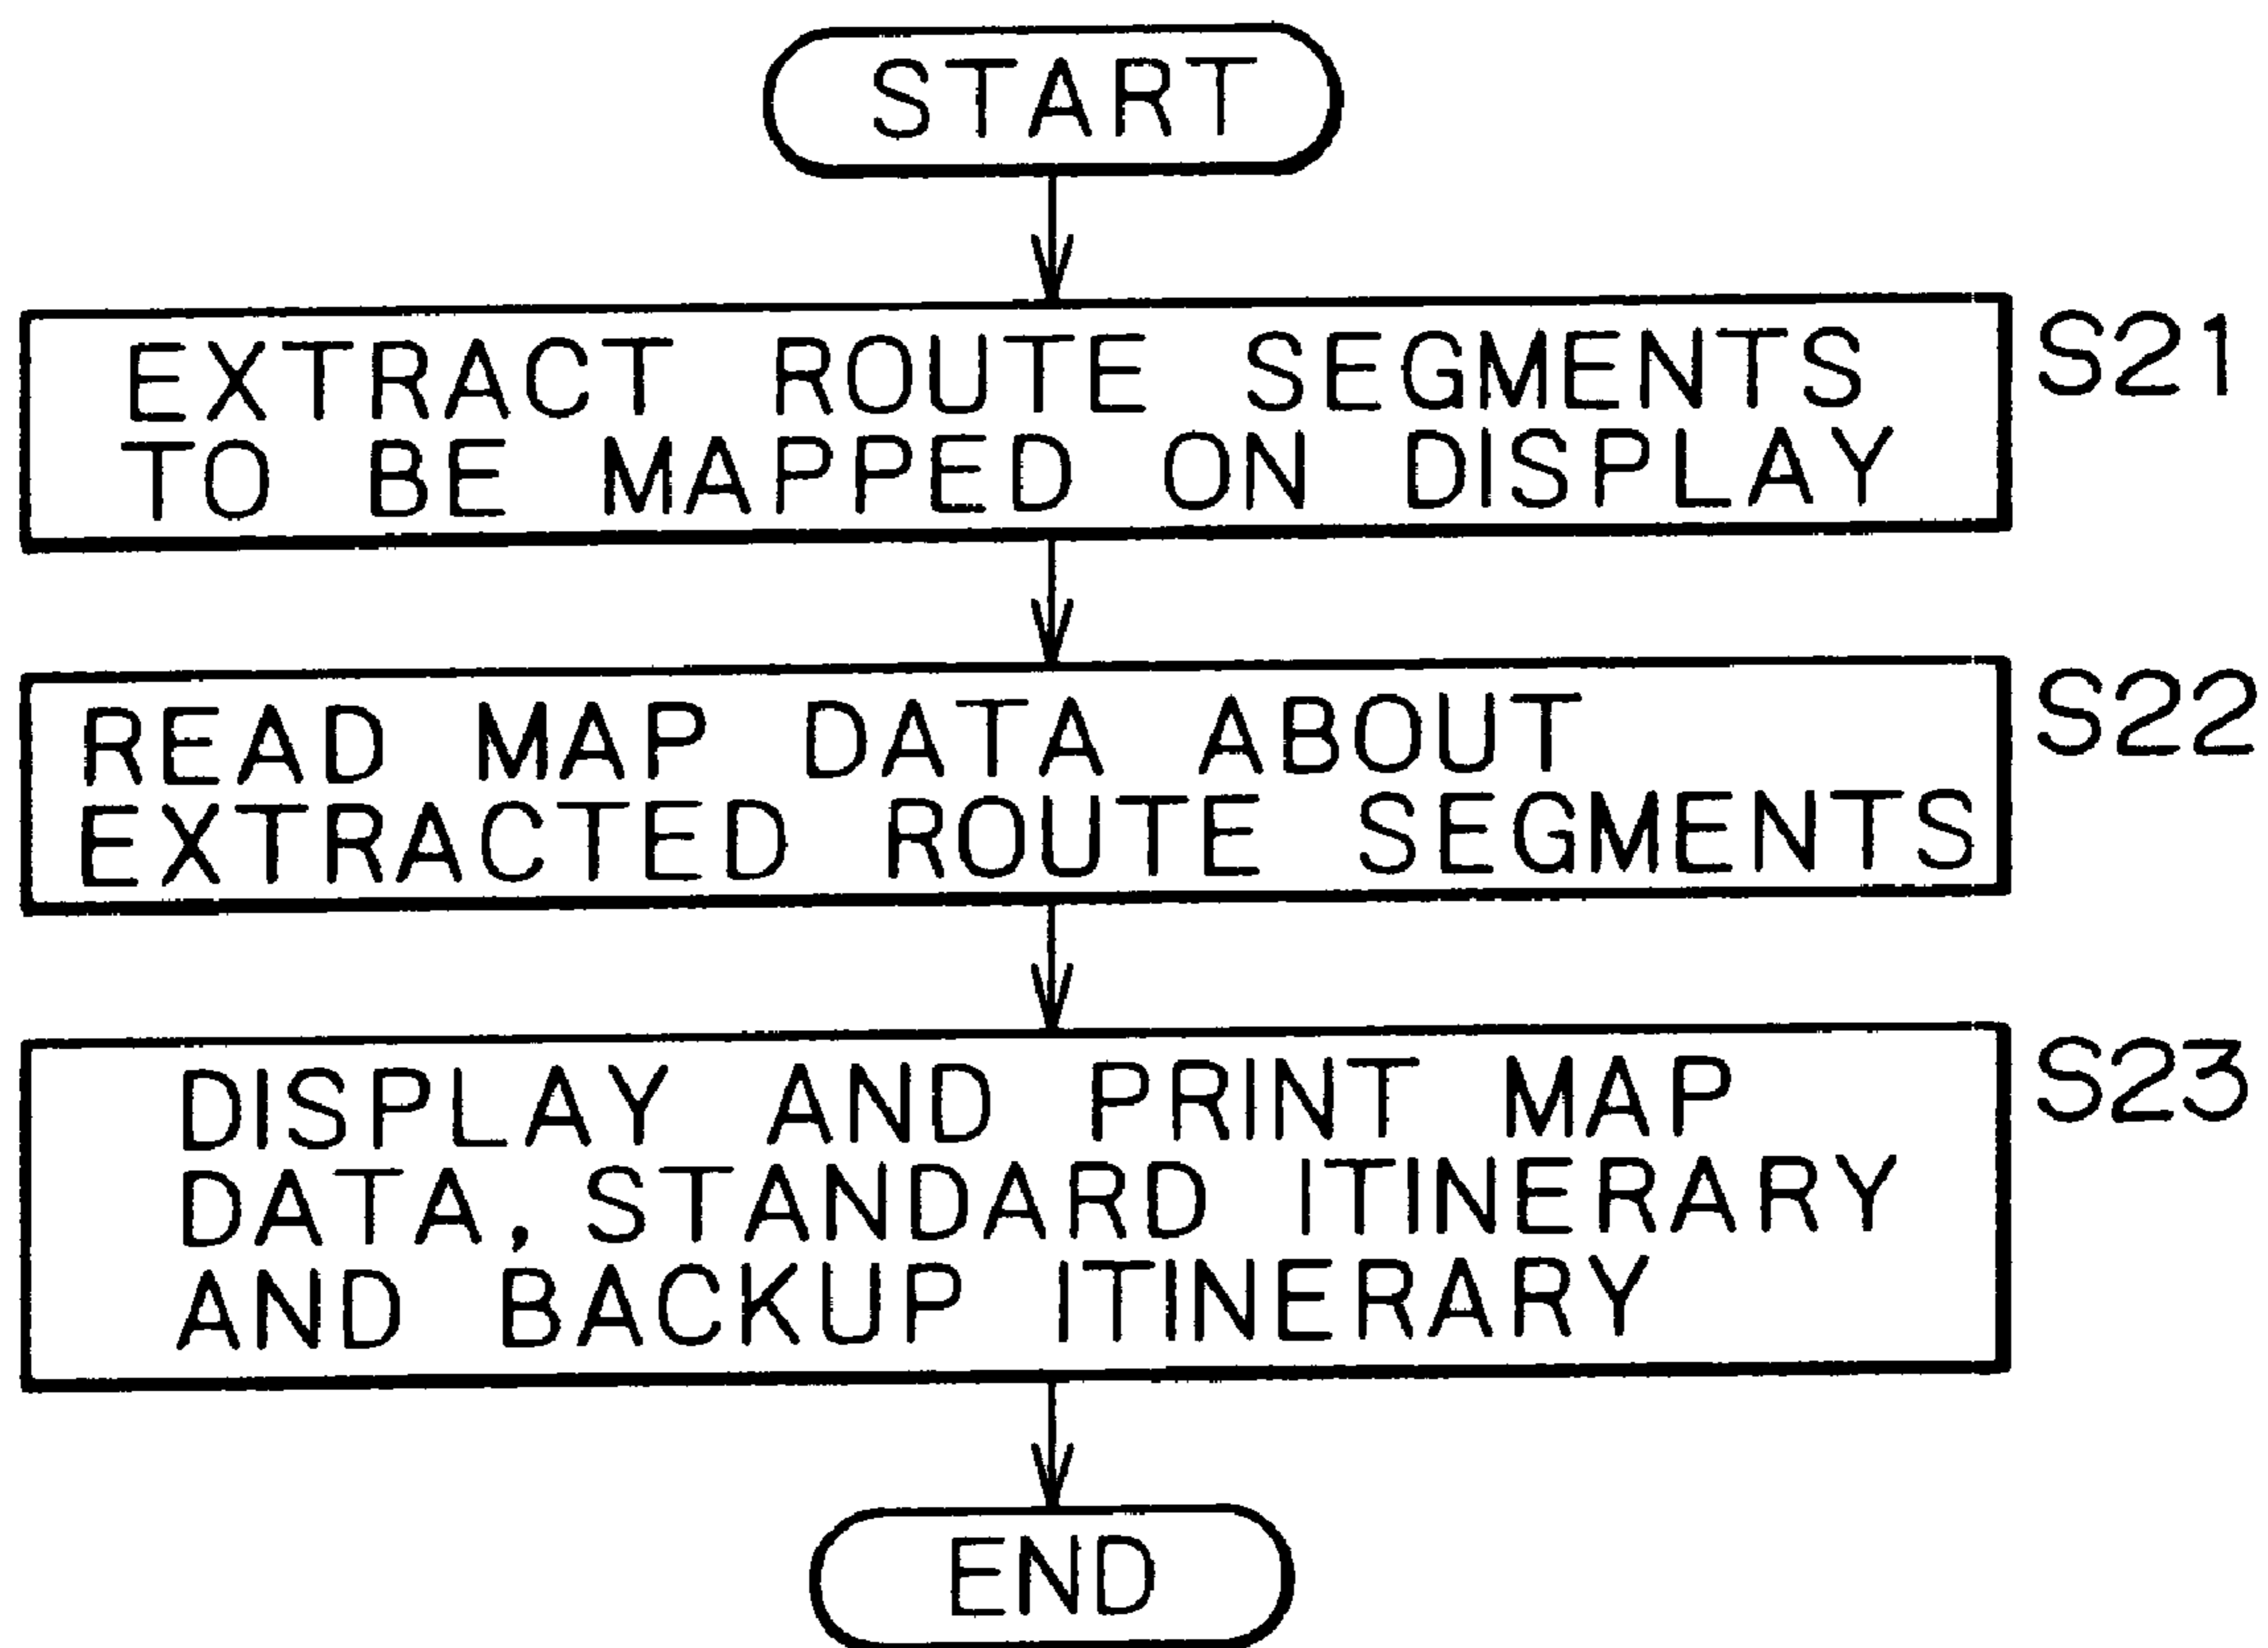 START
EXTRACT ROUTE SEGMENTS S21
TO BE MAPPED ON DISPLAY
READ MAP DATA ABOUT S22
EXTRACTED ROUTE SEGMENTS
DISPLAY AND PRINT MAP S23
DATA, STANDARD ITINERARY
AND BACKUP ITINERARY
END